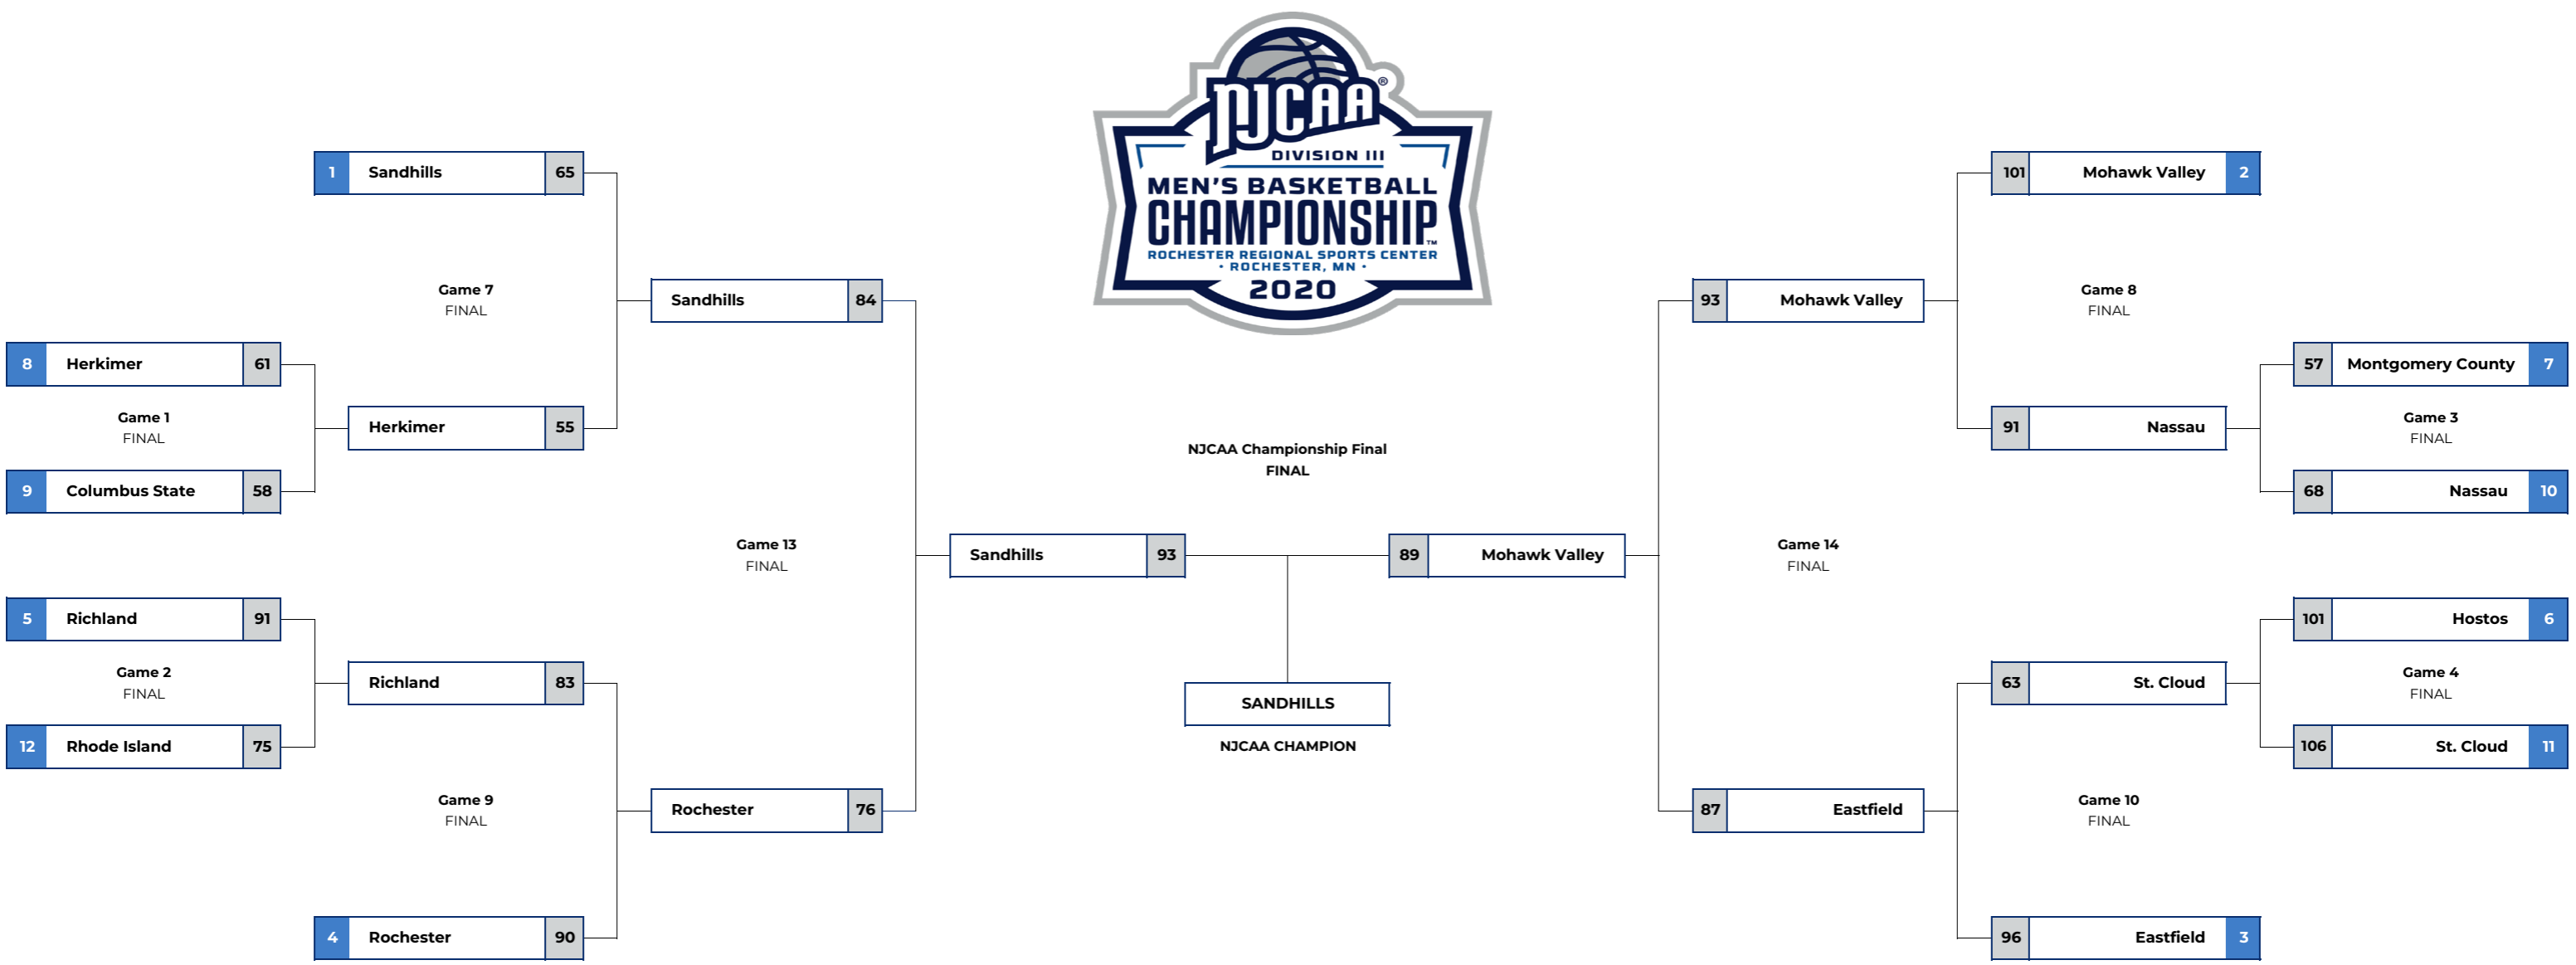 NJCAA®
DIVISION III
MEN'S BASKETBALL
CHAMPIONSHIP™
ROCHESTER REGIONAL SPORTS CENTER
• ROCHESTER, MN •
2020
1 Sandhills 65
Game 7
FINAL
8 Herkimer 61
Game 1
FINAL
9 Columbus State 58
Herkimer 55
Sandhills 84
5 Richland 91
Game 2
FINAL
12 Rhode Island 75
Richland 83
Game 9
FINAL
4 Rochester 90
Rochester 76
Game 13
FINAL
Sandhills 93
NJCAA Championship Final
FINAL
89 Mohawk Valley
SANDHILLS
NJCAA CHAMPION
Game 14
FINAL
93 Mohawk Valley
101 Mohawk Valley 2
Game 8
FINAL
91 Nassau
57 Montgomery County 7
Game 3
FINAL
68 Nassau 10
87 Eastfield
63 St. Cloud
101 Hostos 6
Game 4
FINAL
106 St. Cloud 11
Game 10
FINAL
96 Eastfield 3